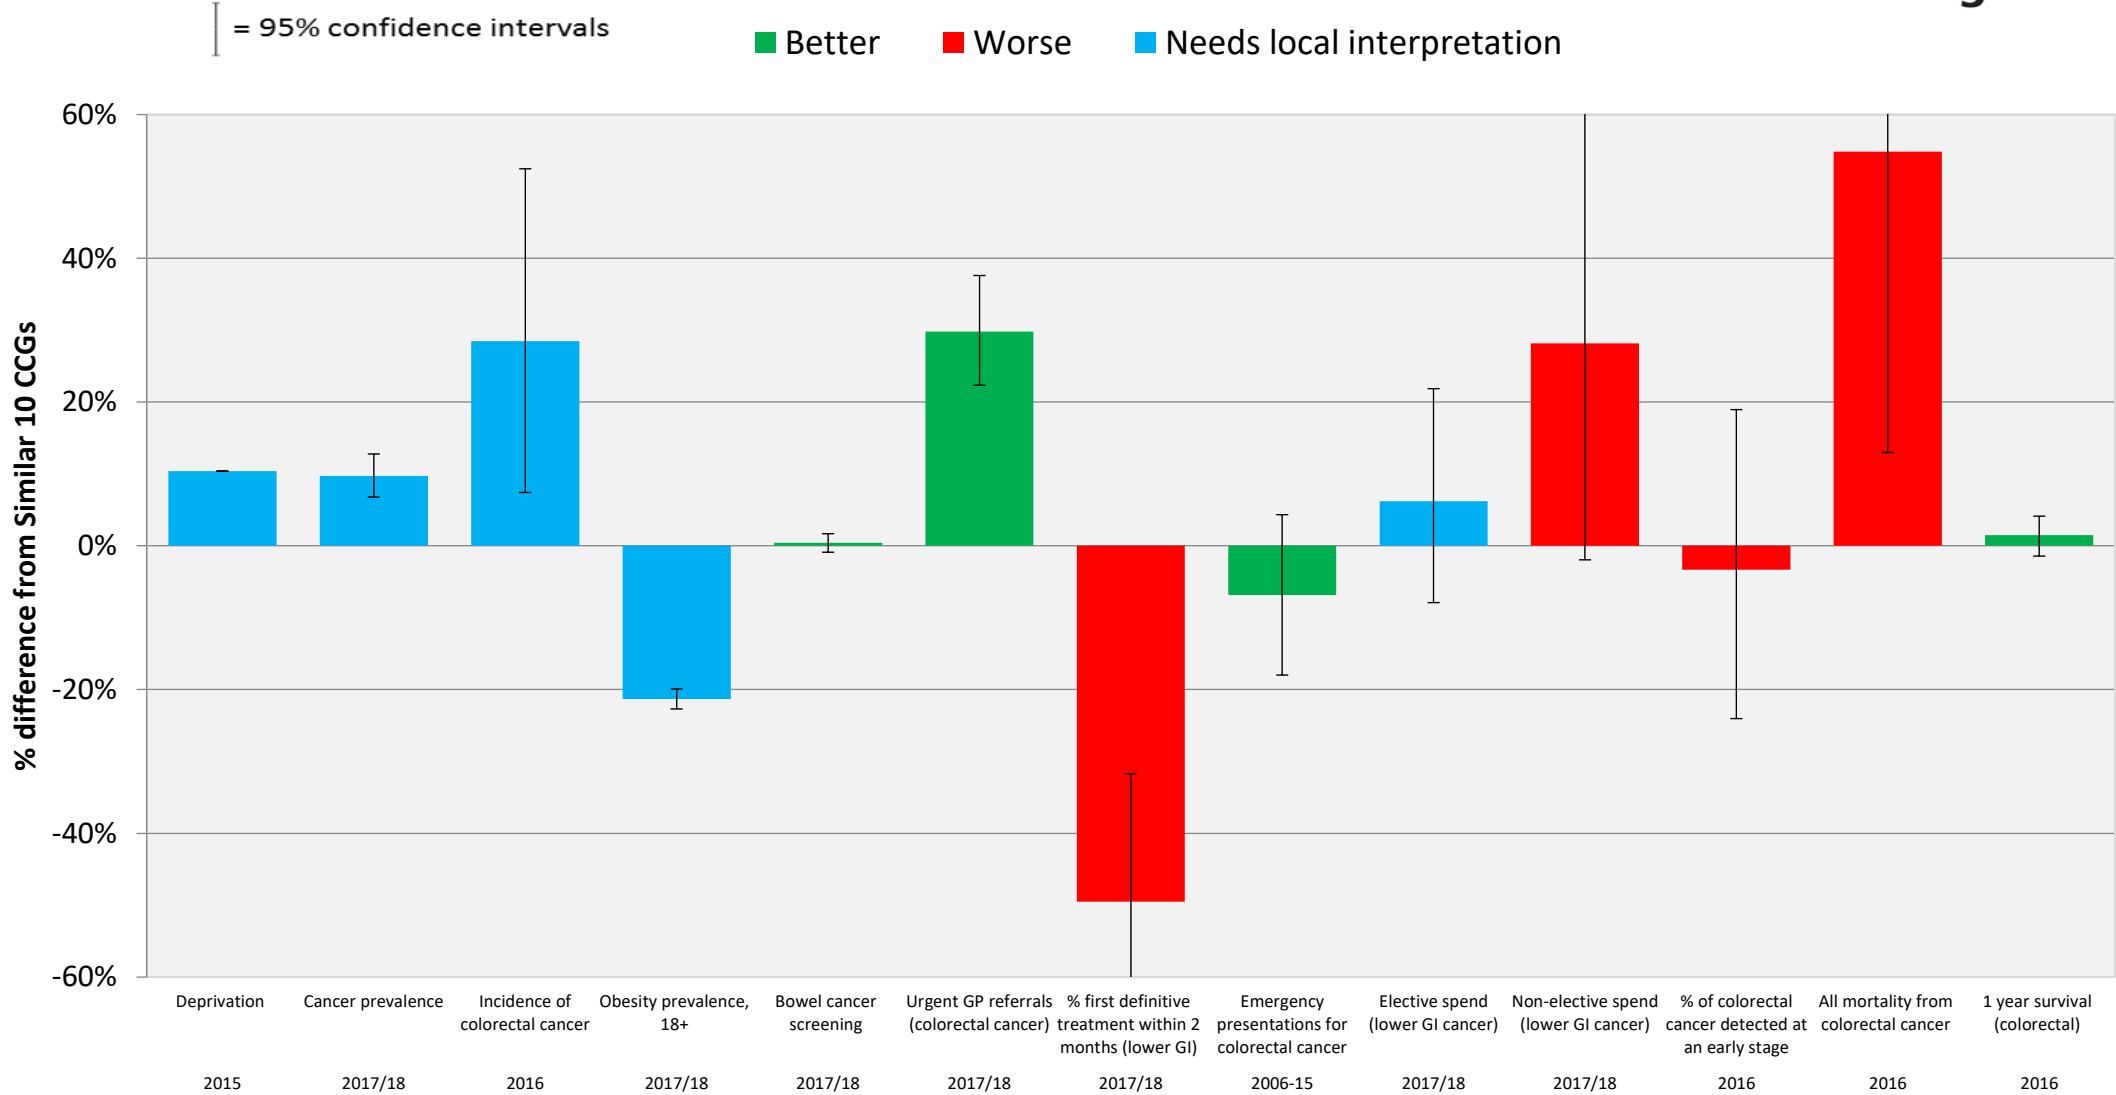 = 95% confidence intervals
Better Worse Needs local interpretation
% difference from Similar 10 CCGs
60%
40%
20%
0%
-20%
-40%
-60%
Deprivation
2015
Cancer prevalence
2017/18
Incidence of
colorectal cancer
2016
Obesity prevalence,
18+
2017/18
Bowel cancer
screening
2017/18
Urgent GP referrals
(colorectal cancer)
2017/18
% first definitive
treatment within 2
months (lower GI)
2017/18
Emergency
presentations for
colorectal cancer
2006-15
Elective spend
(lower GI cancer)
2017/18
Non-elective spend
(lower GI cancer)
2017/18
% of colorectal
cancer detected at
an early stage
2016
All mortality from
colorectal cancer
2016
1 year survival
(colorectal)
2016